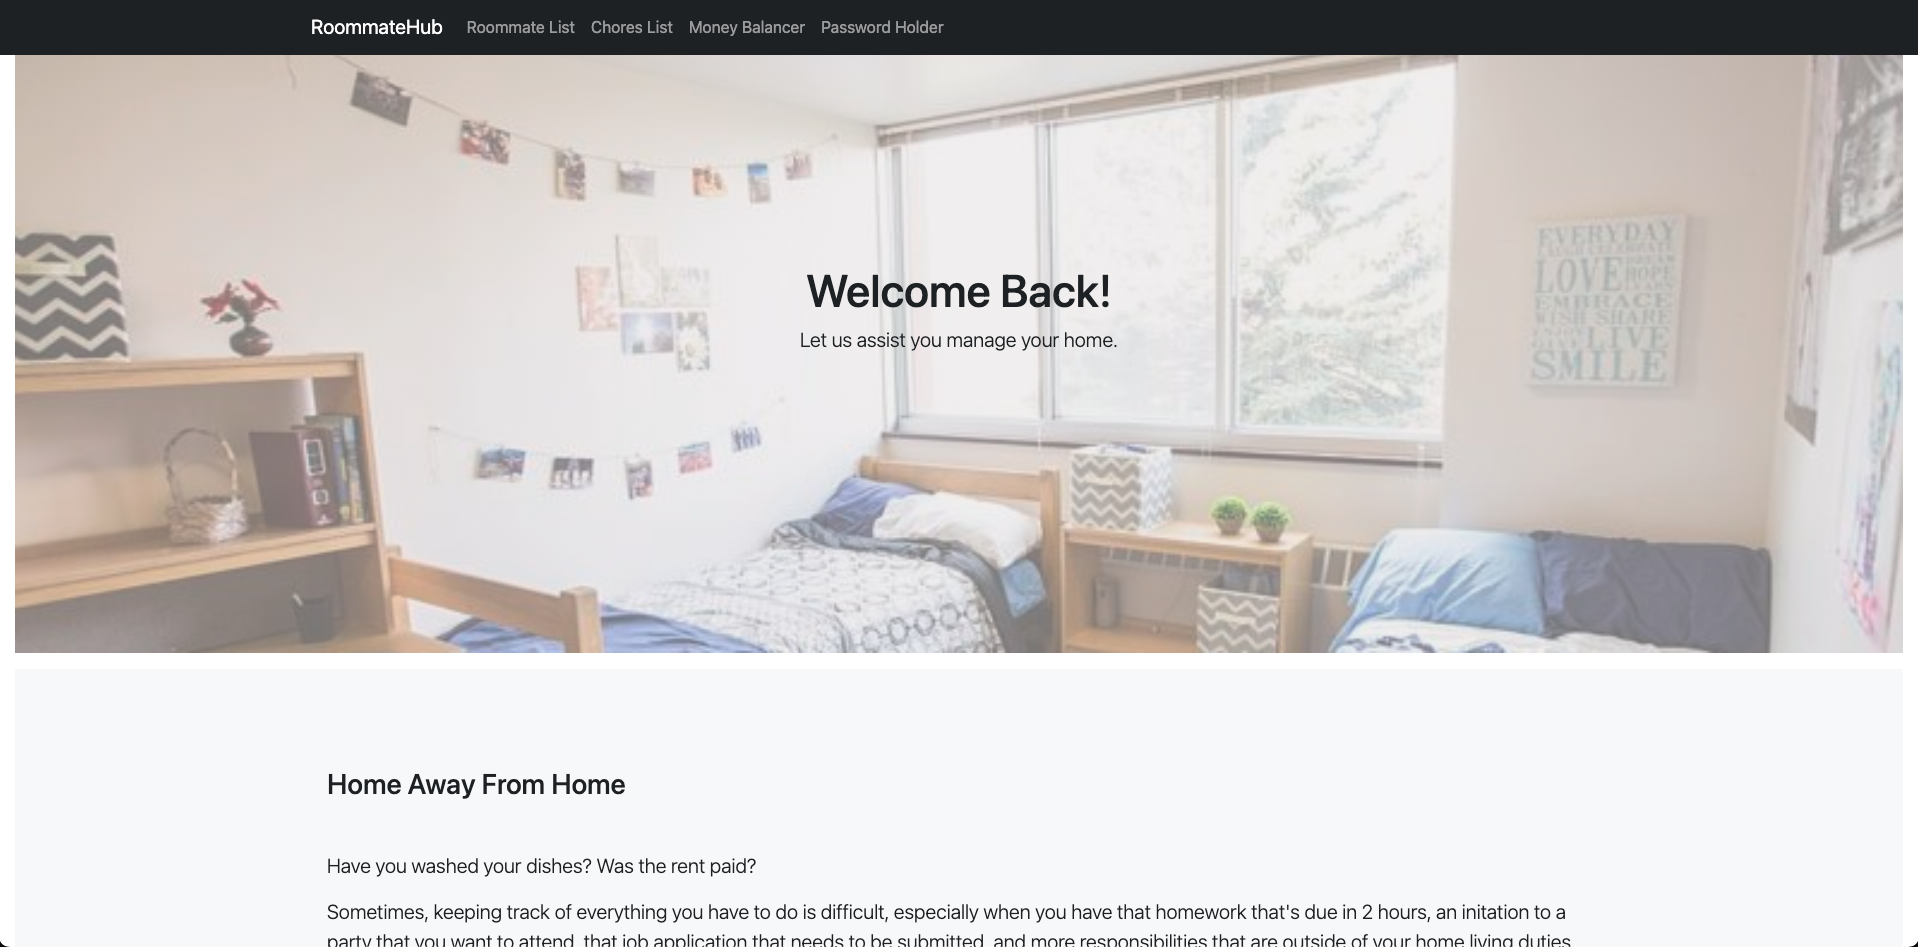 RoommateHub Roommate List Chores List Money Balancer Password Holder
Welcome Back!
Let us assist you manage your home.
EVERYDAY
LOVE HOPE
EMBRACE
WISH SHARE
LIVE
SMILE
Home Away From Home
Have you washed your dishes? Was the rent paid?
Sometimes, keeping track of everything you have to do is difficult, especially when you have that homework that's due in 2 hours, an initation to a
party that you want to attend, that job application that needs to be submitted, and more responsibilities that are outside of your home living duties